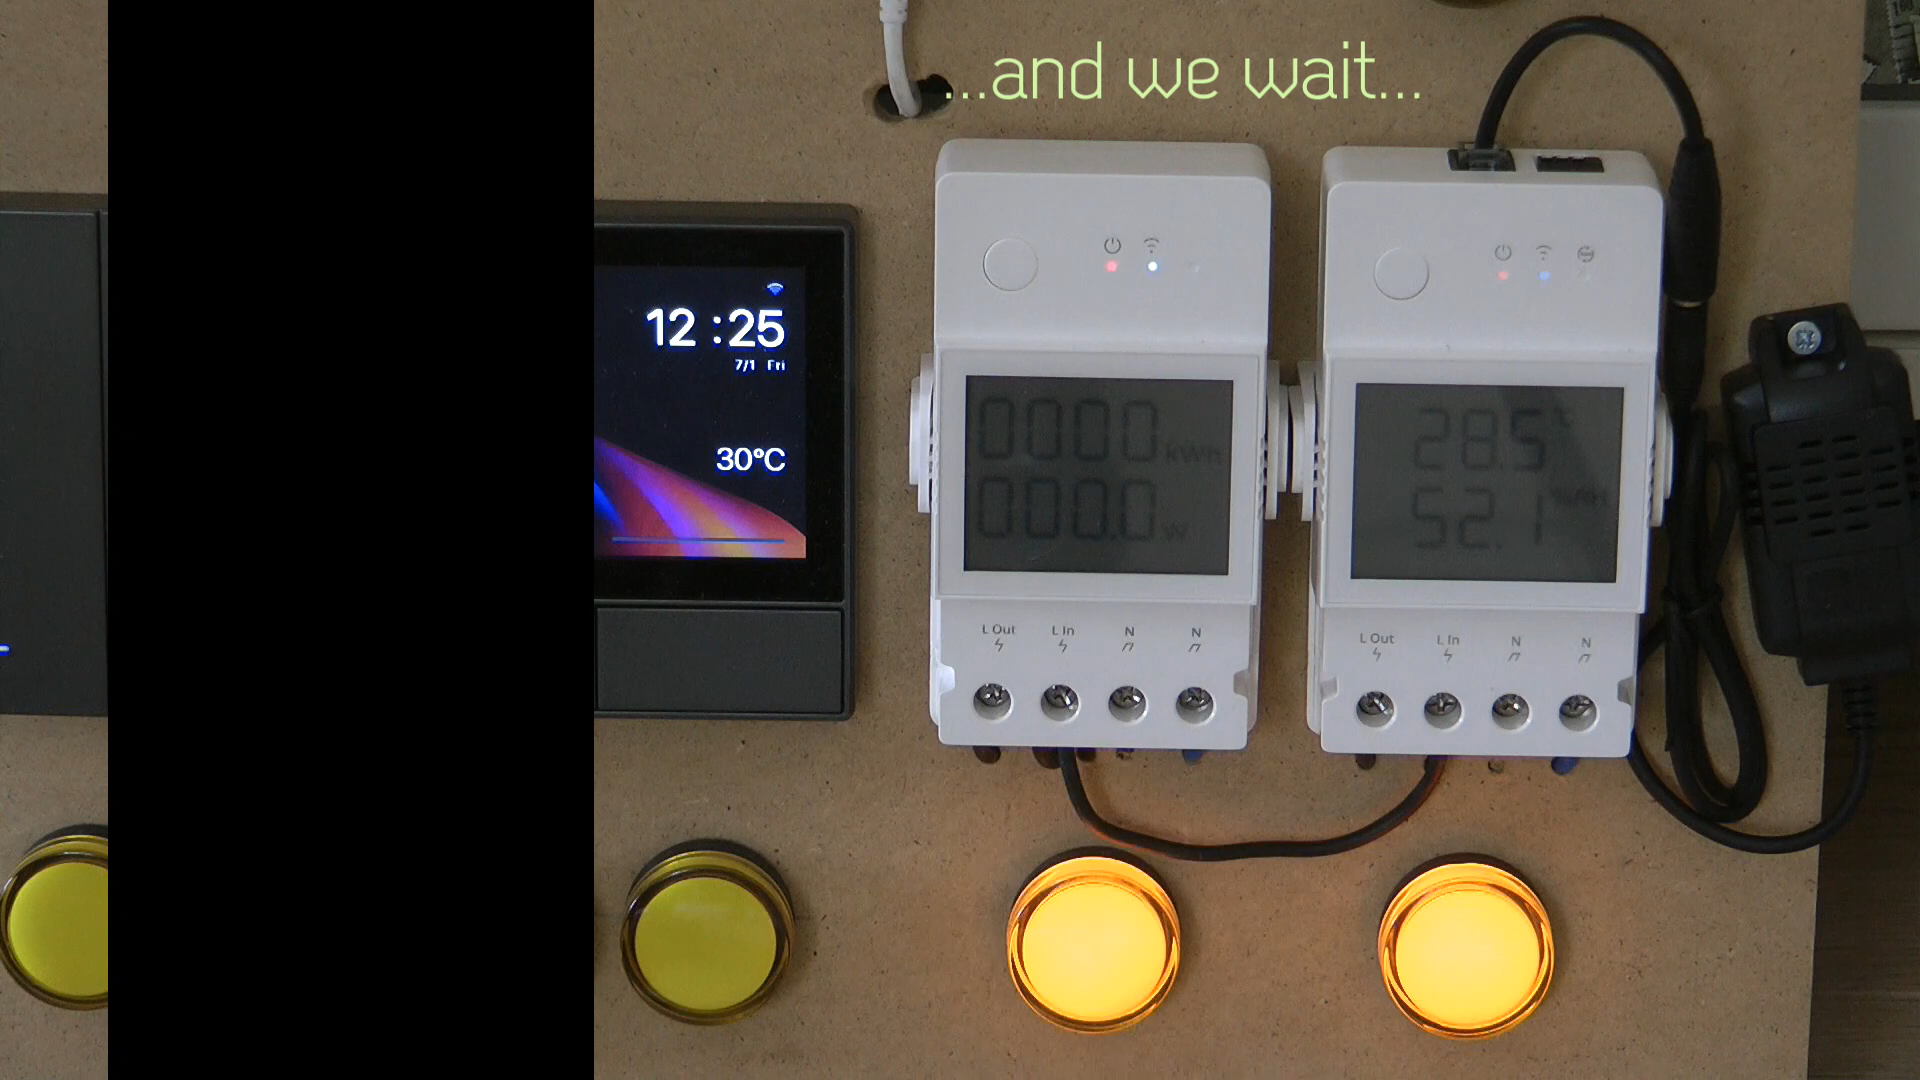 ...and we wait...
12 :25
7/1 Fri
30°C
0000 kWh
000.0 W
28.5 °C
52.1 %RH
L Out
L In
N
N
L Out
L In
N
N